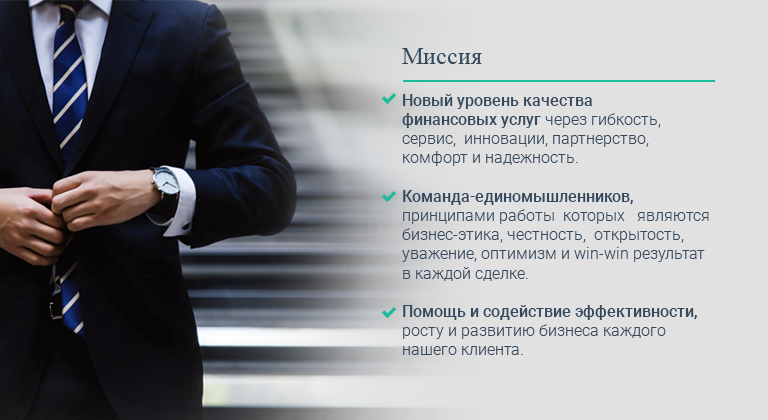 Миссия
Новый уровень качества
финансовых услуг через гибкость,
сервис, инновации, партнерство,
комфорт и надежность.
Команда-единомышленников,
принципами работы которых являются
бизнес-этика, честность, открытость,
уважение, оптимизм и win-win результат
в каждой сделке.
Помощь и содействие эффективности,
росту и развитию бизнеса каждого
нашего клиента.